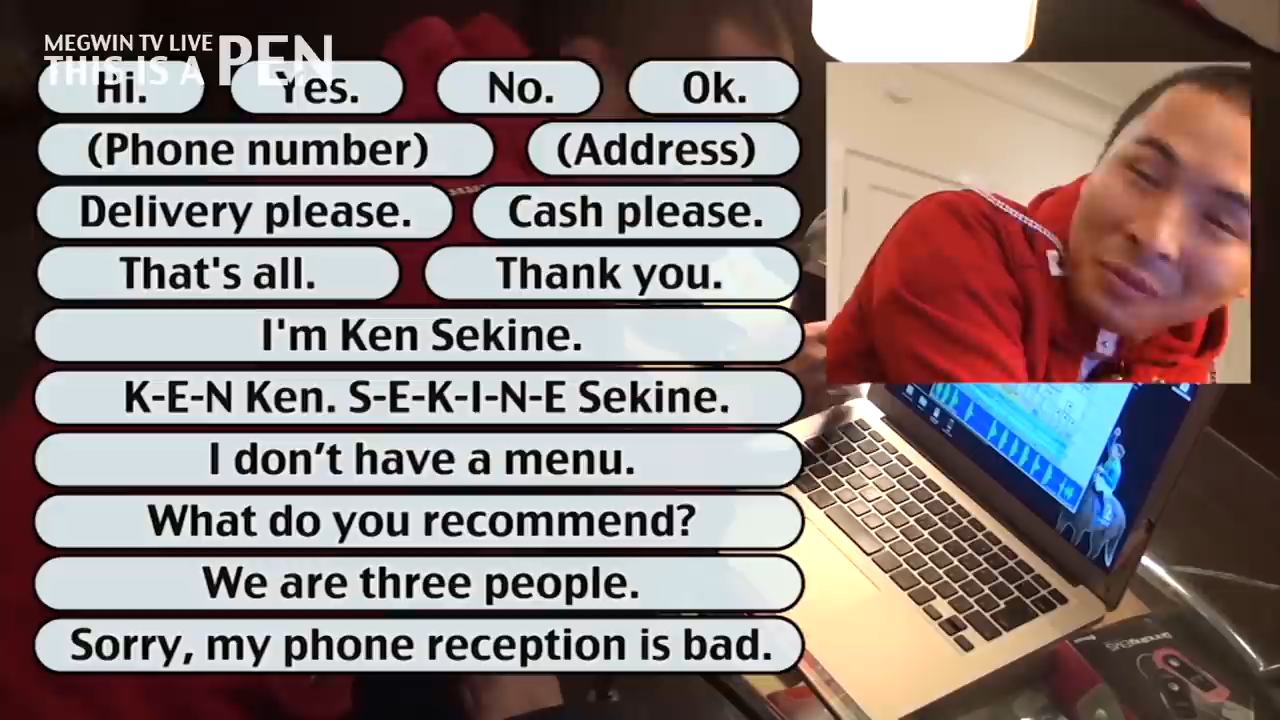 MEGWIN TV LIVE
THIS IS A PEN
Hi. Yes. No. Ok.
(Phone number) (Address)
Delivery please. Cash please.
That's all. Thank you.
I'm Ken Sekine.
K-E-N Ken. S-E-K-I-N-E Sekine.
I don’t have a menu.
What do you recommend?
We are three people.
Sorry, my phone reception is bad.